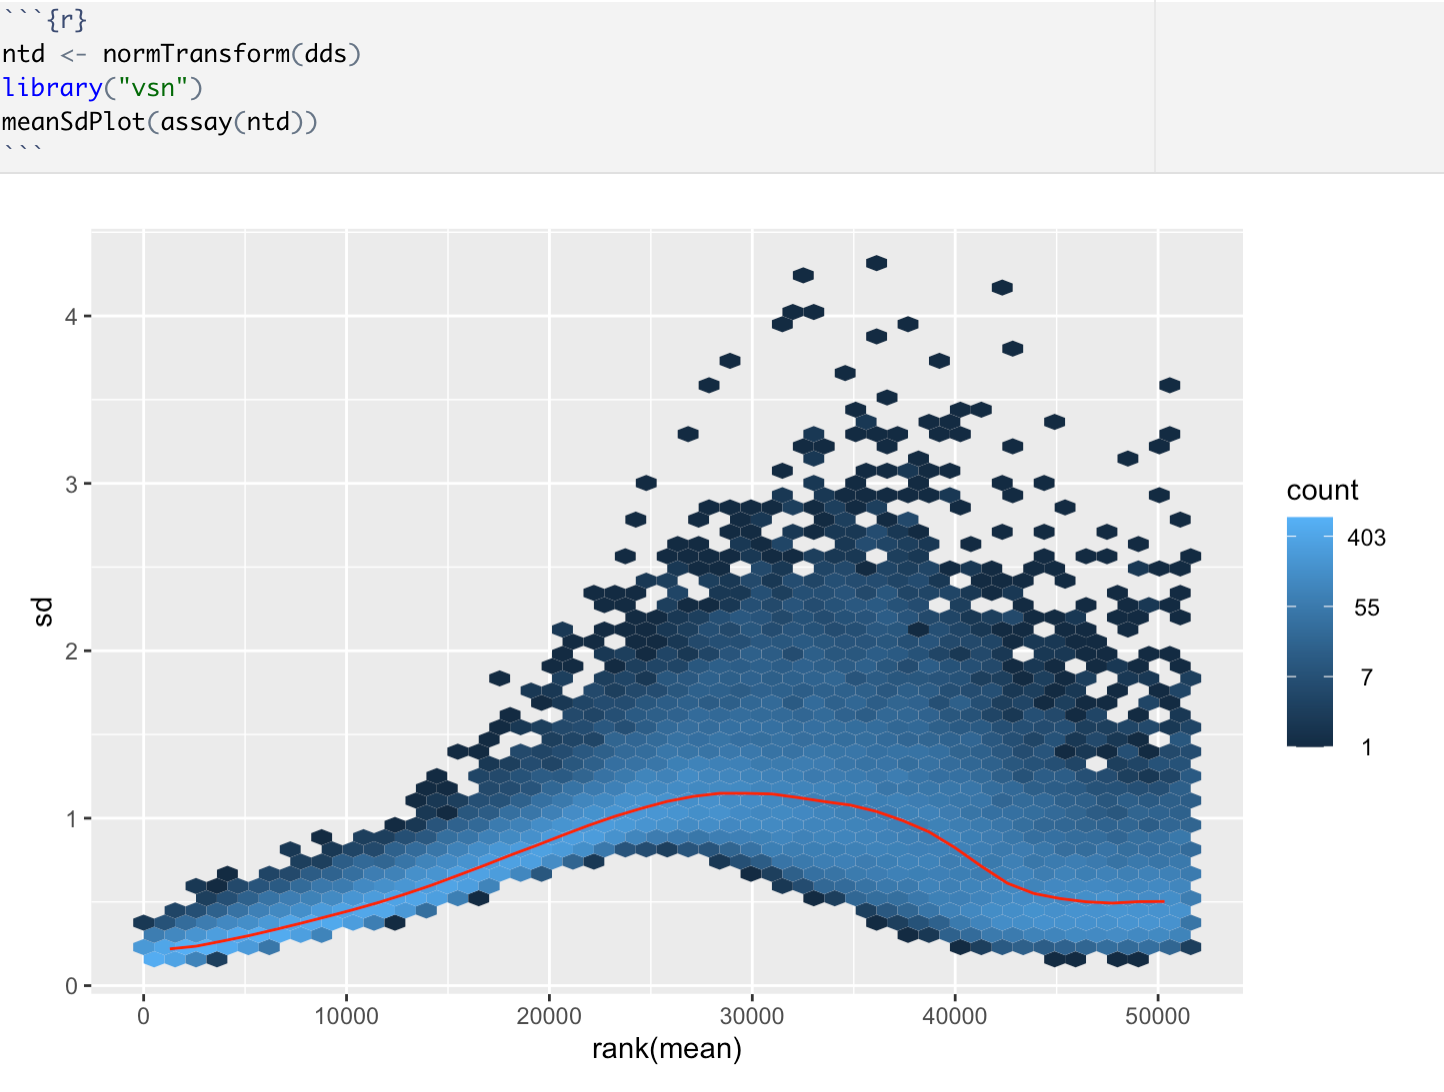 ```{r}
ntd <- normTransform(dds)
library("vsn")
meanSdPlot(assay(ntd))
```
4
3
2
1
0
sd
0 10000 20000 30000 40000 50000
rank(mean)
count
403
55
7
1